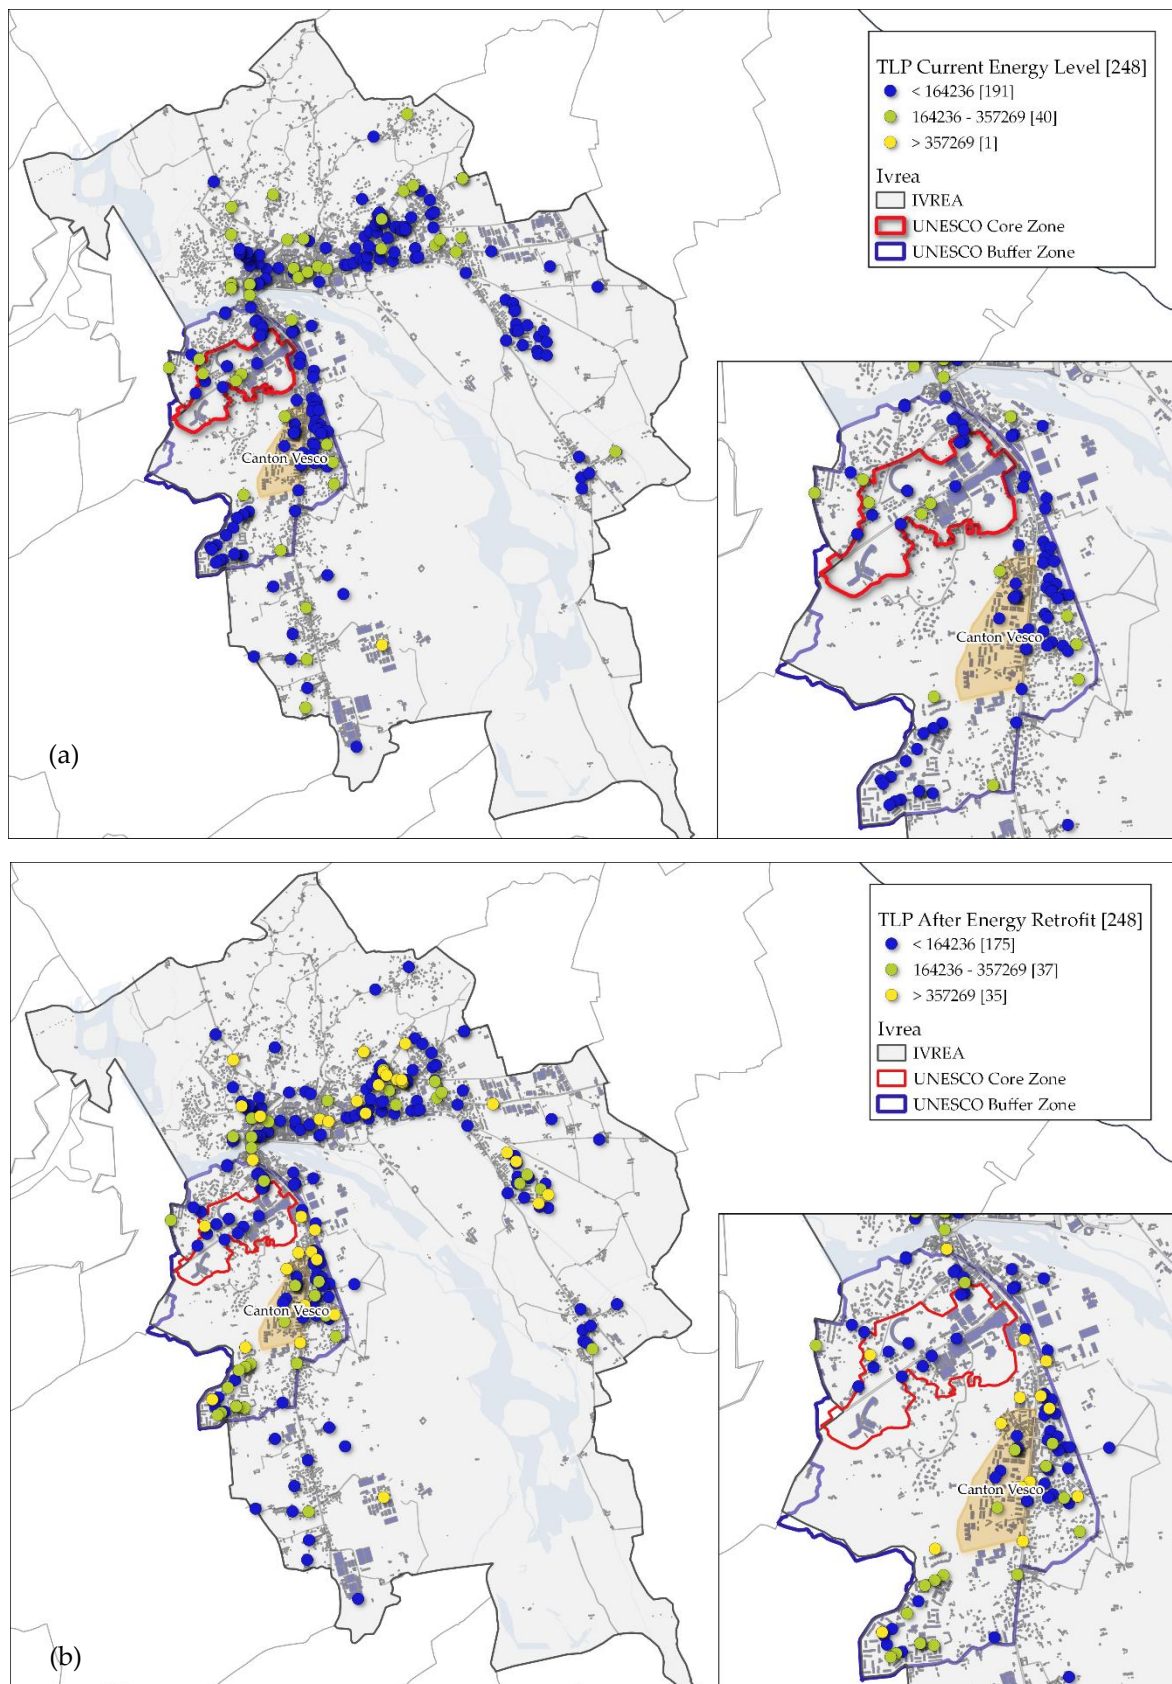 TLP Current Energy Level [248]
< 164236 [191]
164236 - 357269 [40]
> 357269 [1]
Ivrea
IVREA
UNESCO Core Zone
UNESCO Buffer Zone
Canton Vesco
Canton Vesco
(a)
TLP After Energy Retrofit [248]
< 164236 [175]
164236 - 357269 [37]
> 357269 [35]
Ivrea
IVREA
UNESCO Core Zone
UNESCO Buffer Zone
Canton Vesco
Canton Vesco
(b)